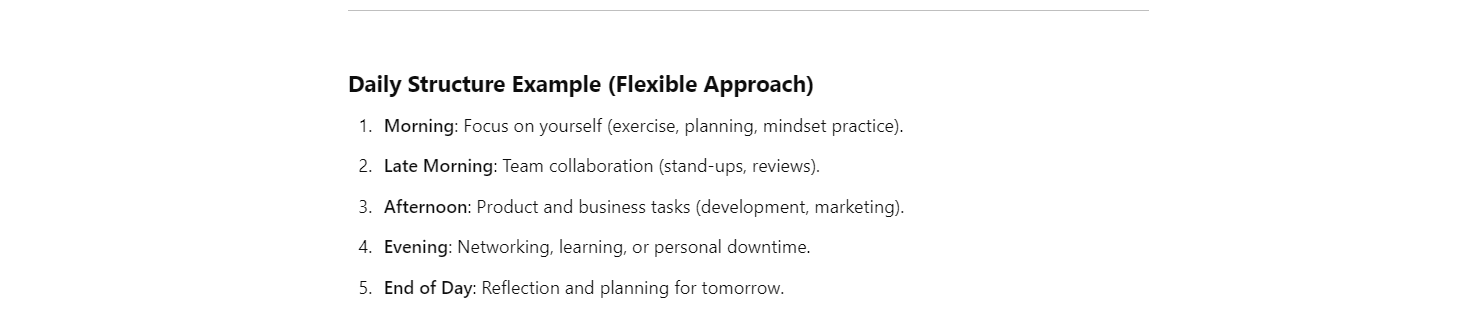 Daily Structure Example (Flexible Approach)
1. Morning: Focus on yourself (exercise, planning, mindset practice).
2. Late Morning: Team collaboration (stand-ups, reviews).
3. Afternoon: Product and business tasks (development, marketing).
4. Evening: Networking, learning, or personal downtime.
5. End of Day: Reflection and planning for tomorrow.